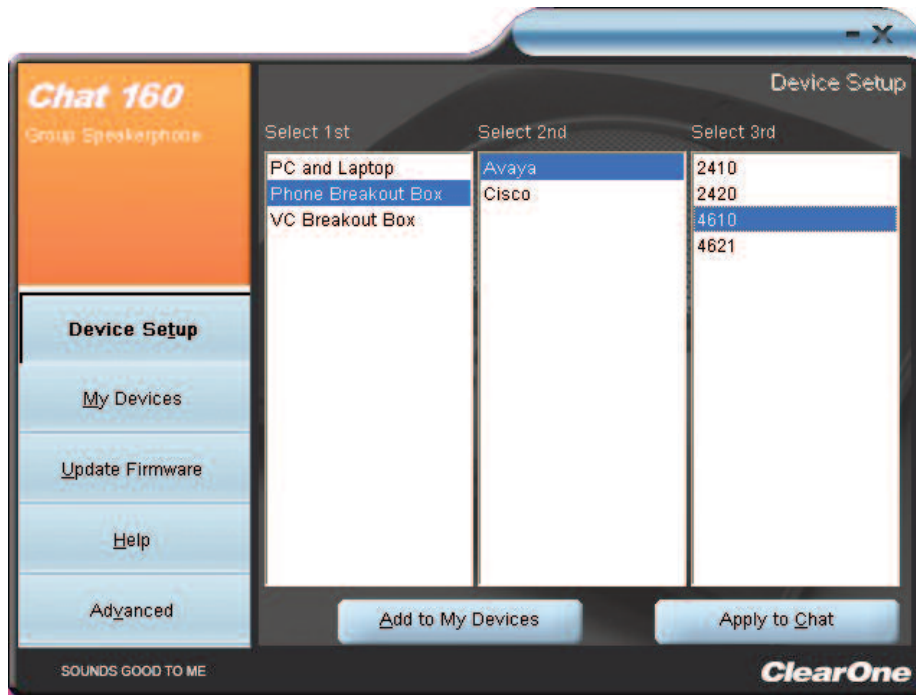 - X
Chat 160
Group Speakerphone
Device Setup
Select 1st
Select 2nd
Select 3rd
PC and Laptop
Phone Breakout Box
VC Breakout Box
Avaya
Cisco
2410
2420
4610
4621
Device Setup
My Devices
Update Firmware
Help
Advanced
Add to My Devices
Apply to Chat
SOUNDS GOOD TO ME
ClearOne